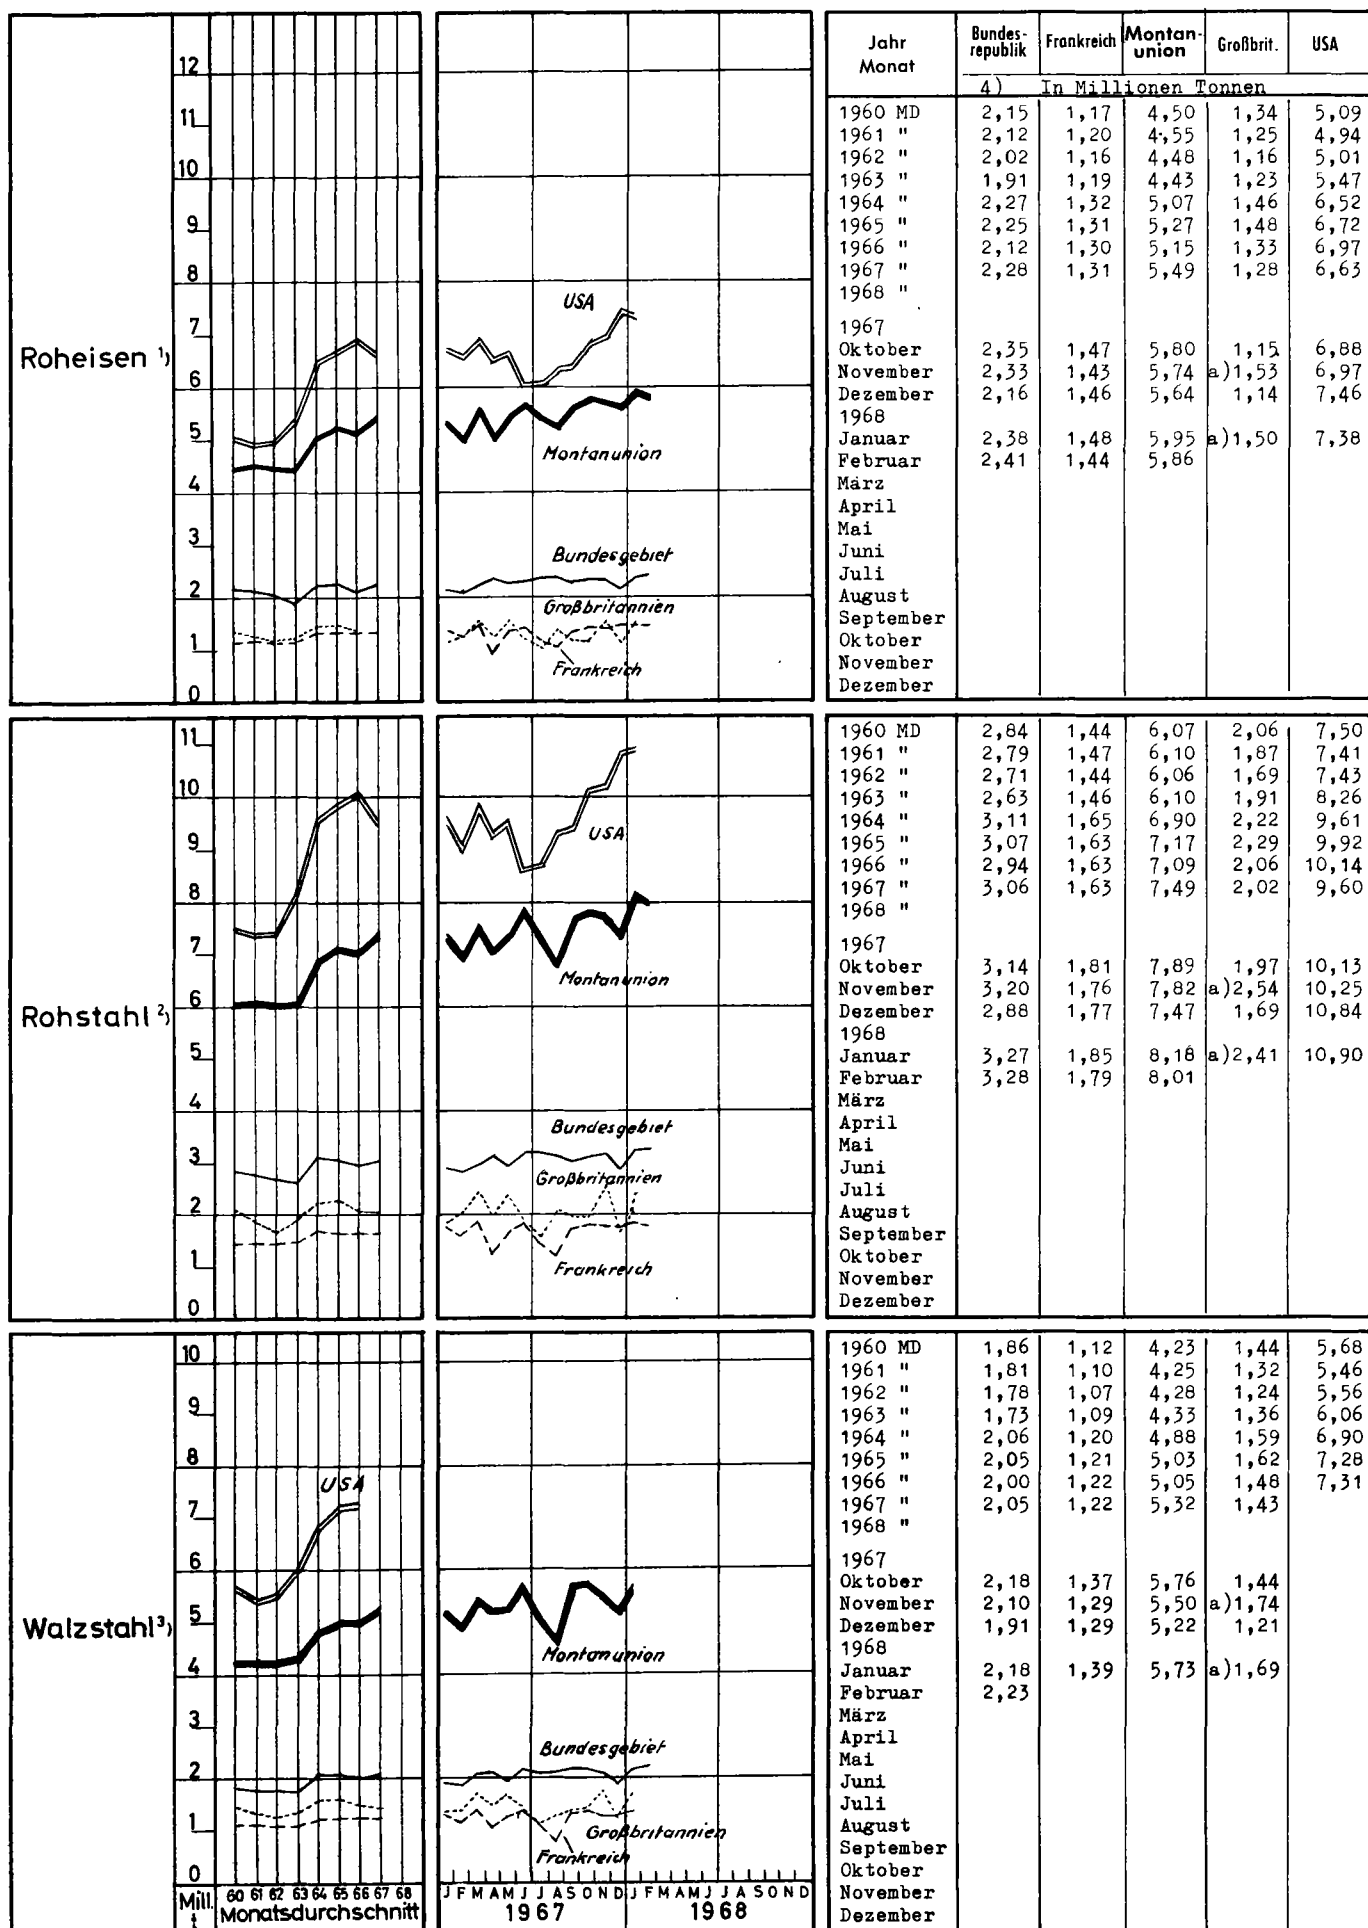 Jahr Monat | Bundes-republik | Frankreich | Montan-union | Großbrit. | USA
4) In Millionen Tonnen
Roheisen 1)
12
11
10
9
8
7
6
5
4
3
2
1
0
USA
Montanunion
Bundesgebiet
Großbritannien
Frankreich
1960 MD 2,15 1,17 4,50 1,34 5,09
1961 " 2,12 1,20 4,55 1,25 4,94
1962 " 2,02 1,16 4,48 1,16 5,01
1963 " 1,91 1,19 4,43 1,23 5,47
1964 " 2,27 1,32 5,07 1,46 6,52
1965 " 2,25 1,31 5,27 1,48 6,72
1966 " 2,12 1,30 5,15 1,33 6,97
1967 " 2,28 1,31 5,49 1,28 6,63
1968 "
1967
Oktober 2,35 1,47 5,80 1,15 6,88
November 2,33 1,43 5,74 a)1,53 6,97
Dezember 2,16 1,46 5,64 1,14 7,46
1968
Januar 2,38 1,48 5,95 a)1,50 7,38
Februar 2,41 1,44 5,86
März
April
Mai
Juni
Juli
August
September
Oktober
November
Dezember
Rohstahl 2)
11
10
9
8
7
6
5
4
3
2
1
0
USA
Montanunion
Bundesgebiet
Großbritannien
Frankreich
1960 MD 2,84 1,44 6,07 2,06 7,50
1961 " 2,79 1,47 6,10 1,87 7,41
1962 " 2,71 1,44 6,06 1,69 7,43
1963 " 2,63 1,46 6,10 1,91 8,26
1964 " 3,11 1,65 6,90 2,22 9,61
1965 " 3,07 1,63 7,17 2,29 9,92
1966 " 2,94 1,63 7,09 2,06 10,14
1967 " 3,06 1,63 7,49 2,02 9,60
1968 "
1967
Oktober 3,14 1,81 7,89 1,97 10,13
November 3,20 1,76 7,82 a)2,54 10,25
Dezember 2,88 1,77 7,47 1,69 10,84
1968
Januar 3,27 1,85 8,18 a)2,41 10,90
Februar 3,28 1,79 8,01
März
April
Mai
Juni
Juli
August
September
Oktober
November
Dezember
Walzstahl 3)
10
9
8
7
6
5
4
3
2
1
0
USA
Montanunion
Bundesgebiet
Großbritannien
Frankreich
1960 MD 1,86 1,12 4,23 1,44 5,68
1961 " 1,81 1,10 4,25 1,32 5,46
1962 " 1,78 1,07 4,28 1,24 5,56
1963 " 1,73 1,09 4,33 1,36 6,06
1964 " 2,06 1,20 4,88 1,59 6,90
1965 " 2,05 1,21 5,03 1,62 7,28
1966 " 2,00 1,22 5,05 1,48 7,31
1967 " 2,05 1,22 5,32 1,43
1968 "
1967
Oktober 2,18 1,37 5,76 1,44
November 2,10 1,29 5,50 a)1,74
Dezember 1,91 1,29 5,22 1,21
1968
Januar 2,18 1,39 5,73 a)1,69
Februar 2,23
März
April
Mai
Juni
Juli
August
September
Oktober
November
Dezember
Mill. t
60 61 62 63 64 65 66 67 68
Monatsdurchschnitt
J F M A M J J A S O N D J F M A M J J A S O N D
1967 1968